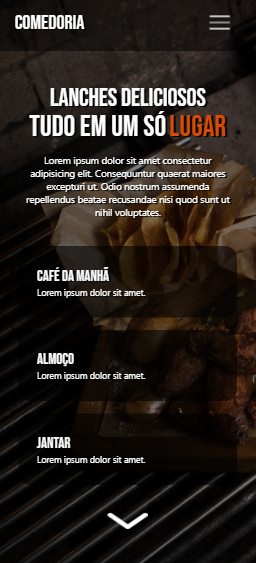 COMEDORIA
LANCHES DELICIOSOS
TUDO EM UM SÓ LUGAR
Lorem ipsum dolor sit amet consectetur
adipisicing elit. Consequuntur quaerat maiores
excepturi ut. Odio nostrum assumenda
repellendus beatae recusandae nisi quod sunt ut
nihil voluptates.
CAFÉ DA MANHÃ
Lorem ipsum dolor sit amet.
ALMOÇO
Lorem ipsum dolor sit amet.
JANTAR
Lorem ipsum dolor sit amet.